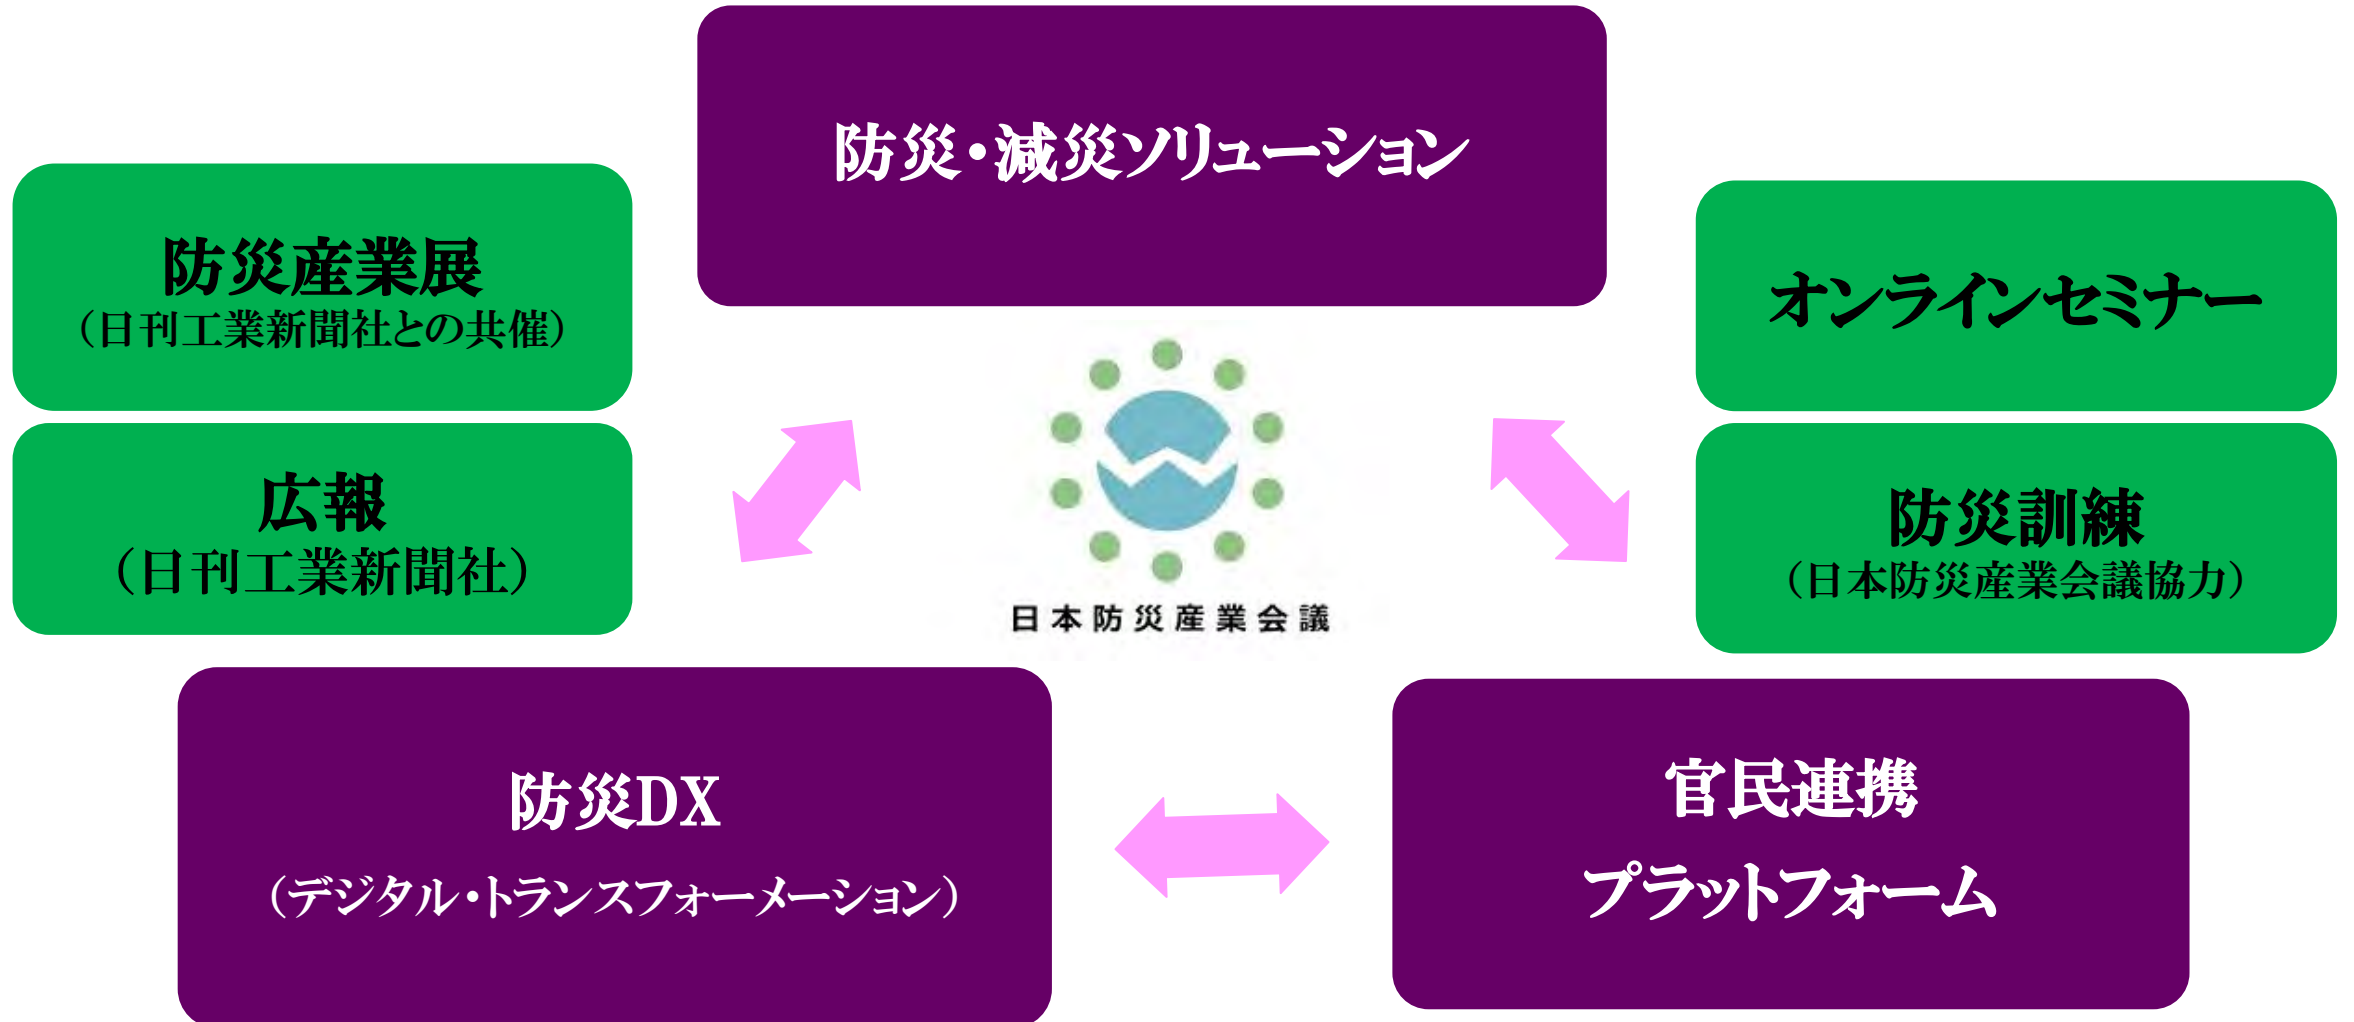 防災・減災ソリューション
防災産業展
（日刊工業新聞社との共催）
広報
（日刊工業新聞社）
オンラインセミナー
防災訓練
（日本防災産業会議協力）
日本防災産業会議
防災DX
（デジタル・トランスフォーメーション）
官民連携
プラットフォーム